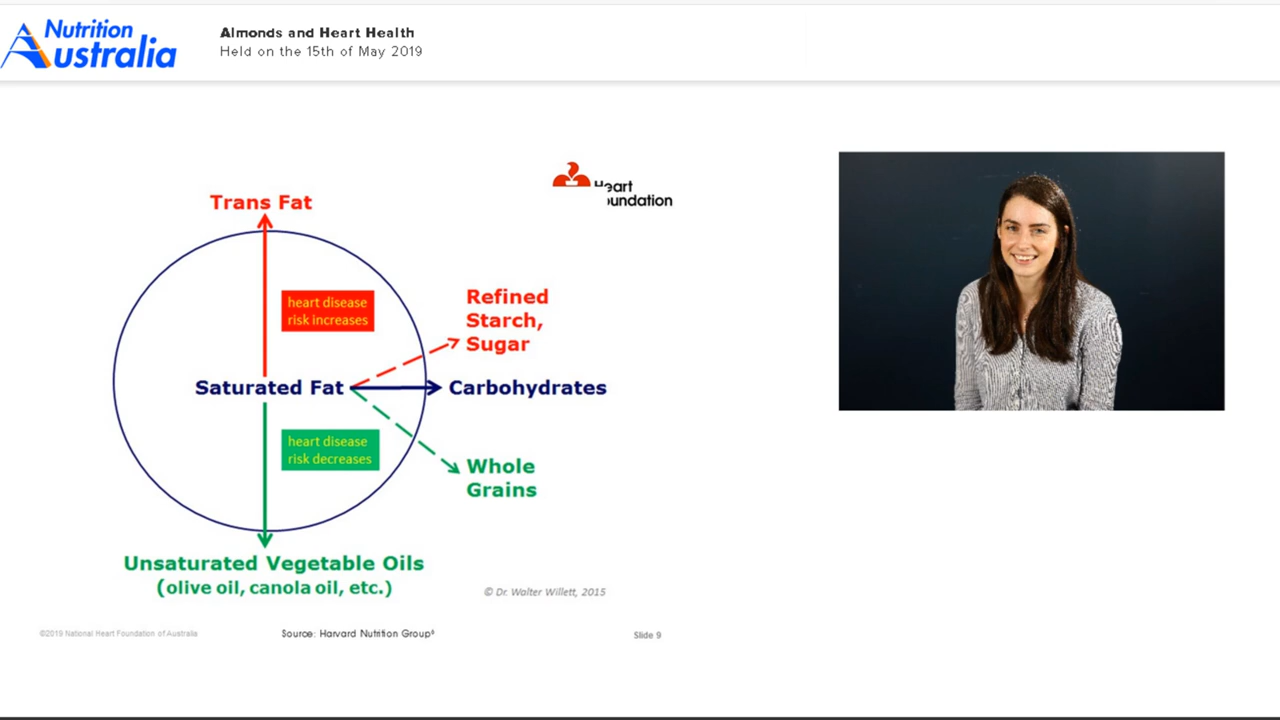 Nutrition
Australia
Almonds and Heart Health
Held on the 15th of May 2019
Heart
Foundation
Trans Fat
heart disease
risk increases
Refined
Starch,
Sugar
Saturated Fat
Carbohydrates
heart disease
risk decreases
Whole
Grains
Unsaturated Vegetable Oils
(olive oil, canola oil, etc.)
© Dr. Walter Willett, 2015
©2019 National Heart Foundation of Australia
Source: Harvard Nutrition Group⁶
Slide 9